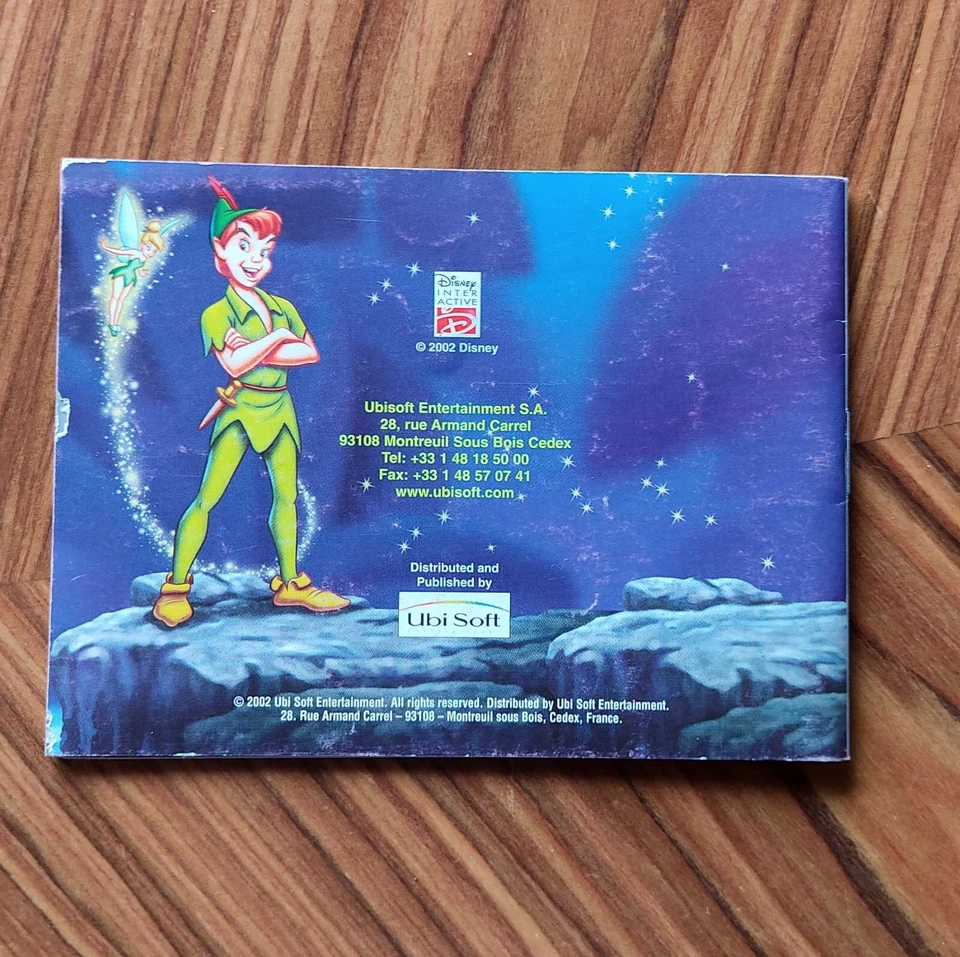 Disney
INTER
ACTIVE
D
© 2002 Disney
Ubisoft Entertainment S.A.
28, rue Armand Carrel
93108 Montreuil Sous Bois Cedex
Tel: +33 1 48 18 50 00
Fax: +33 1 48 57 07 41
www.ubisoft.com
Distributed and
Published by
Ubi Soft
© 2002 Ubi Soft Entertainment. All rights reserved. Distributed by Ubi Soft Entertainment.
28. Rue Armand Carrel – 93108 – Montreuil sous Bois, Cedex, France.